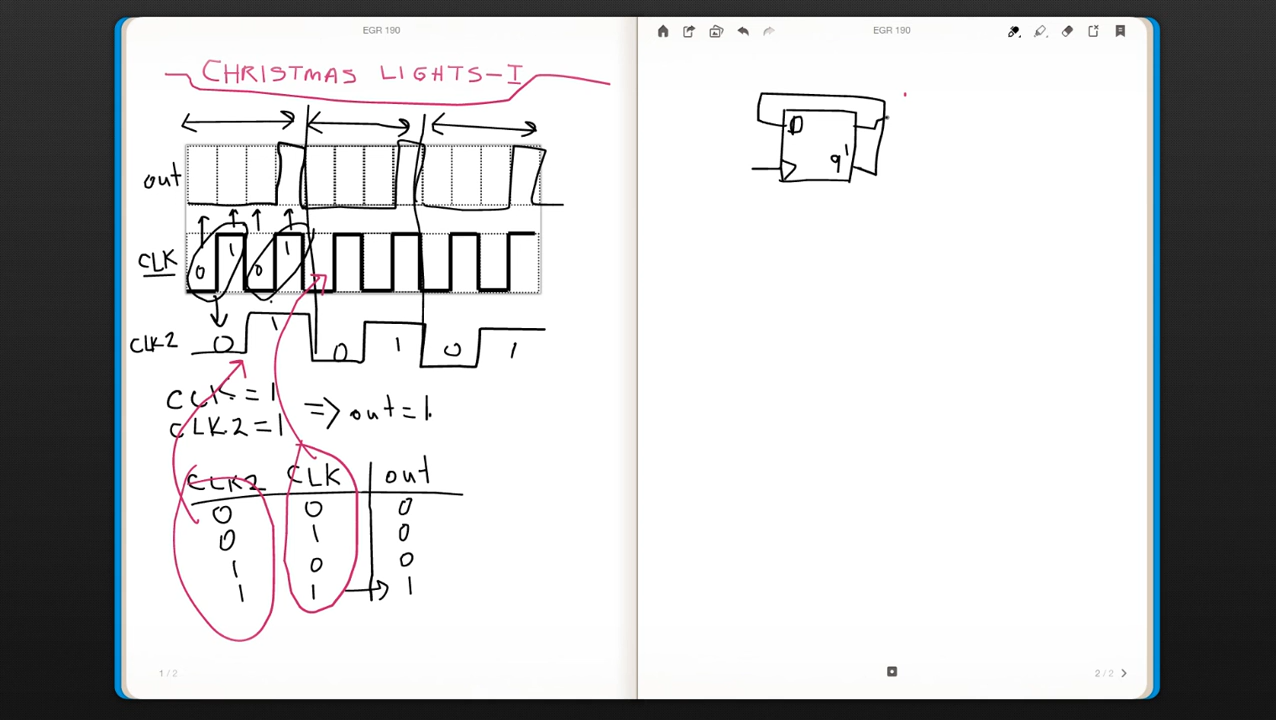 EGR 190
CHRISTMAS LIGHTS-I
out
CLK 0 1 0 1
CLK2 0 1 0 1 0 1
CLK = 1
CLK2 = 1 => out = 1.
CLK2 CLK out
0 0 0
0 1 0
1 0 0
1 1 1
1 / 2
EGR 190
D
q'
2 / 2